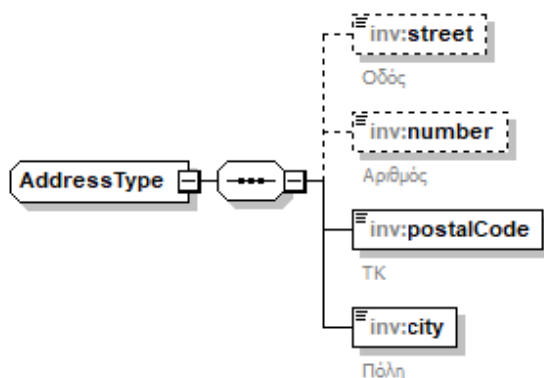 inv:street
Οδός
inv:number
Αριθμός
AddressType
inv:postalCode
ΤΚ
inv:city
Πόλη